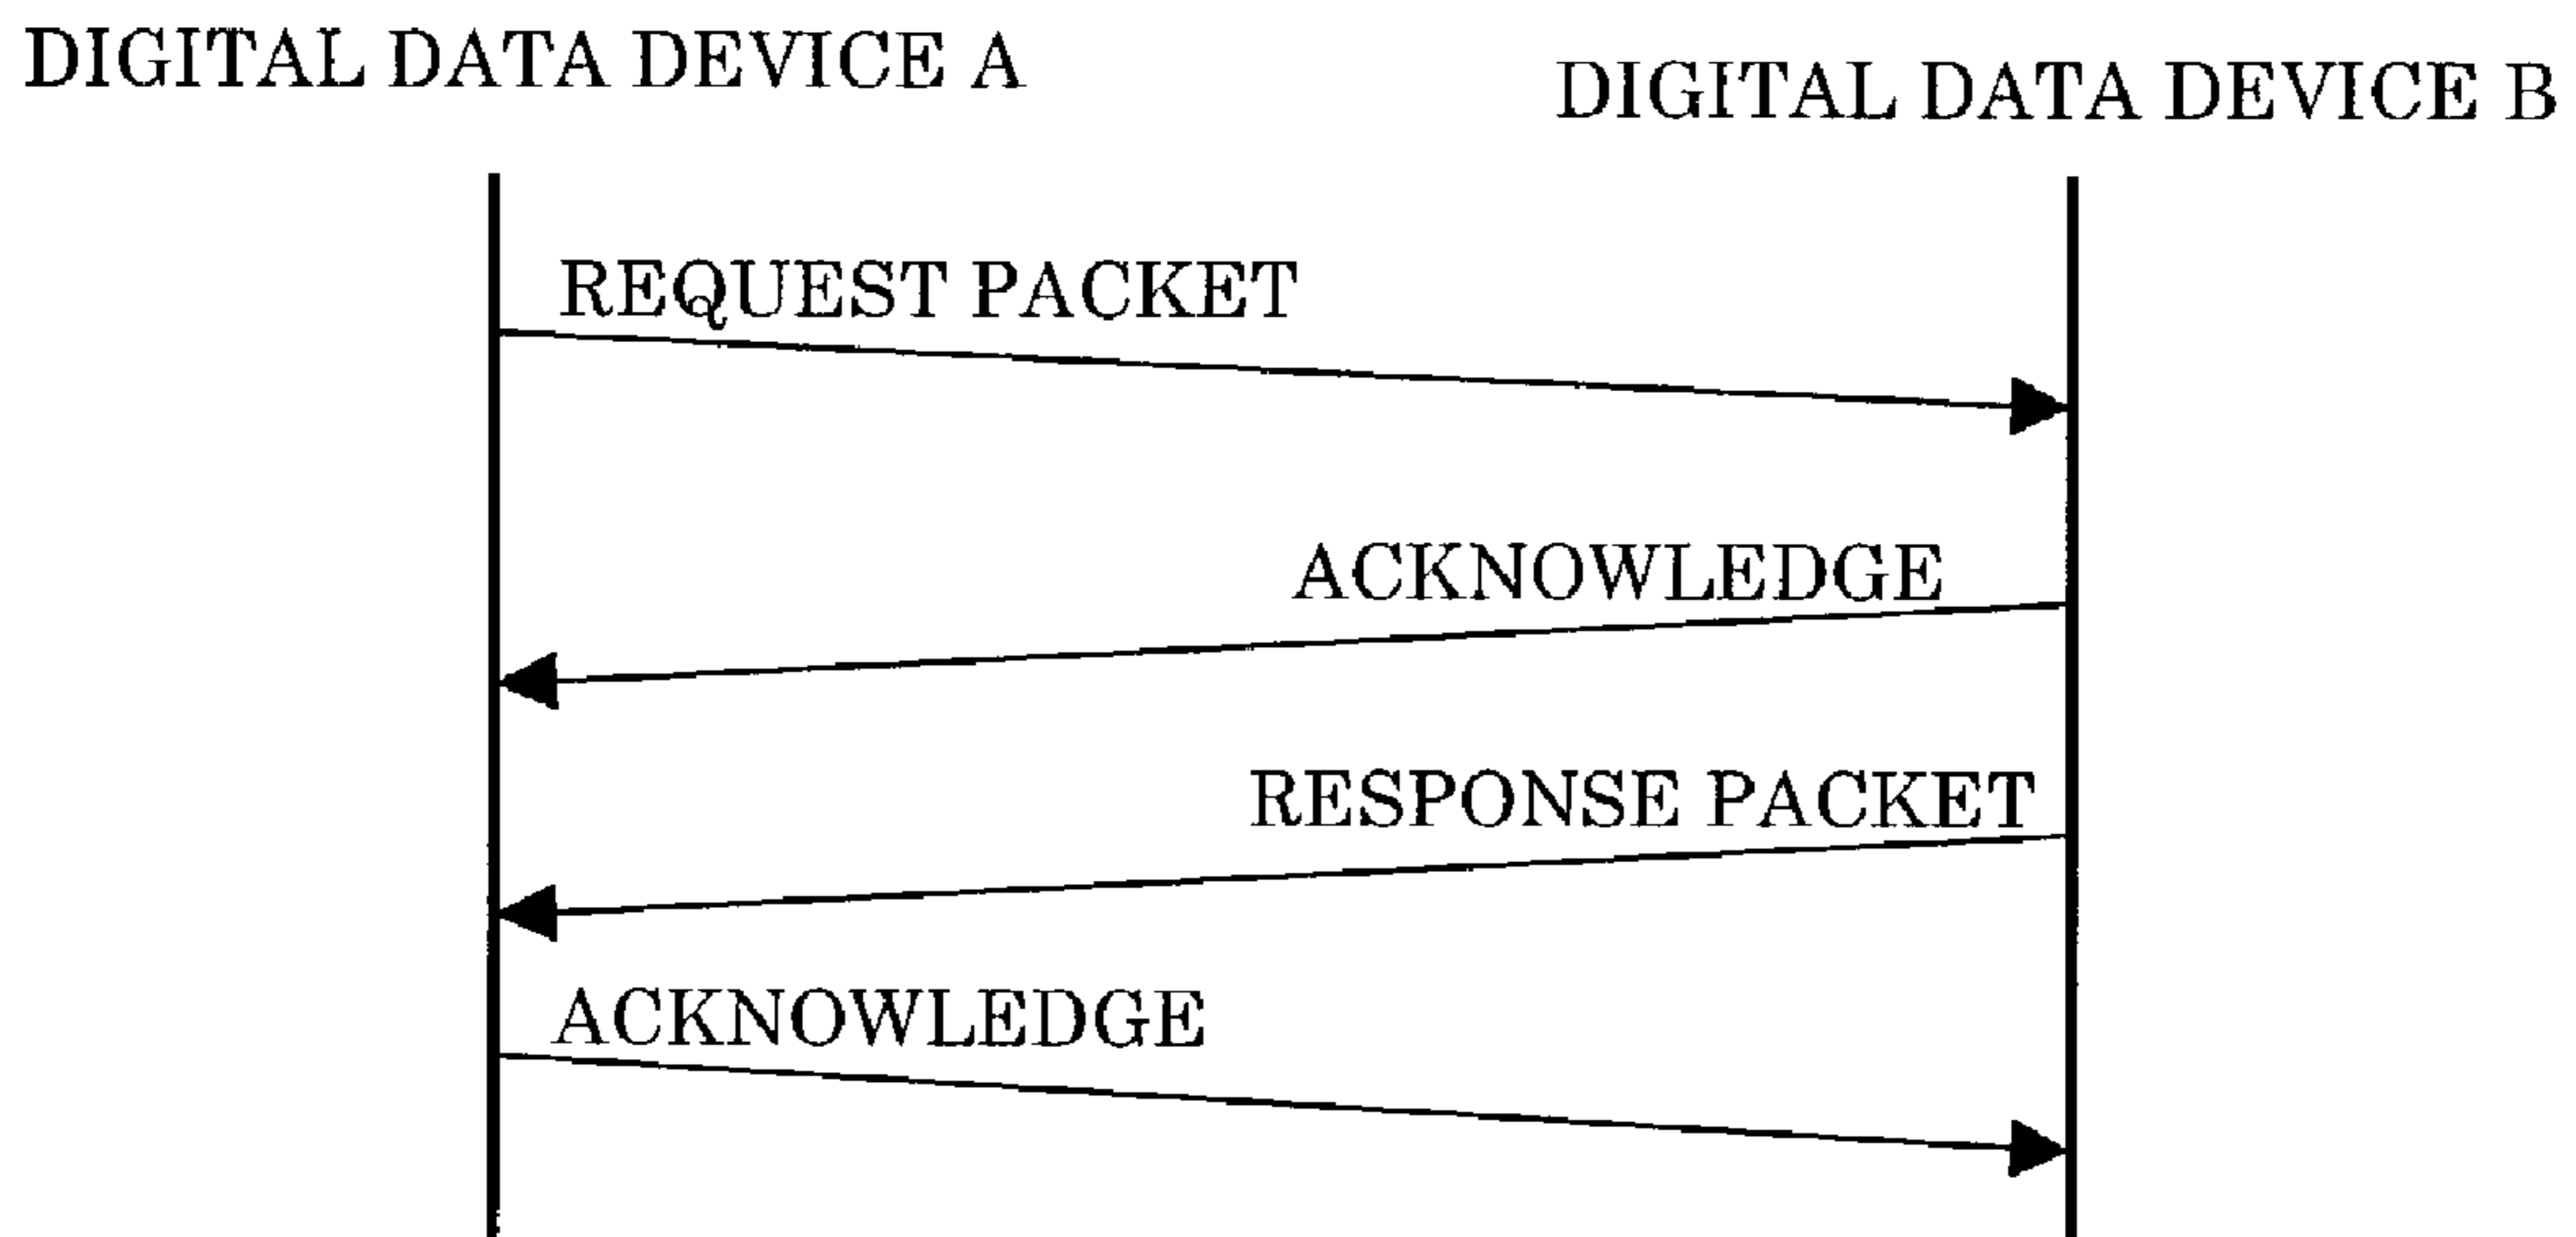 DIGITAL DATA DEVICE A
DIGITAL DATA DEVICE B
REQUEST PACKET
ACKNOWLEDGE
RESPONSE PACKET
ACKNOWLEDGE